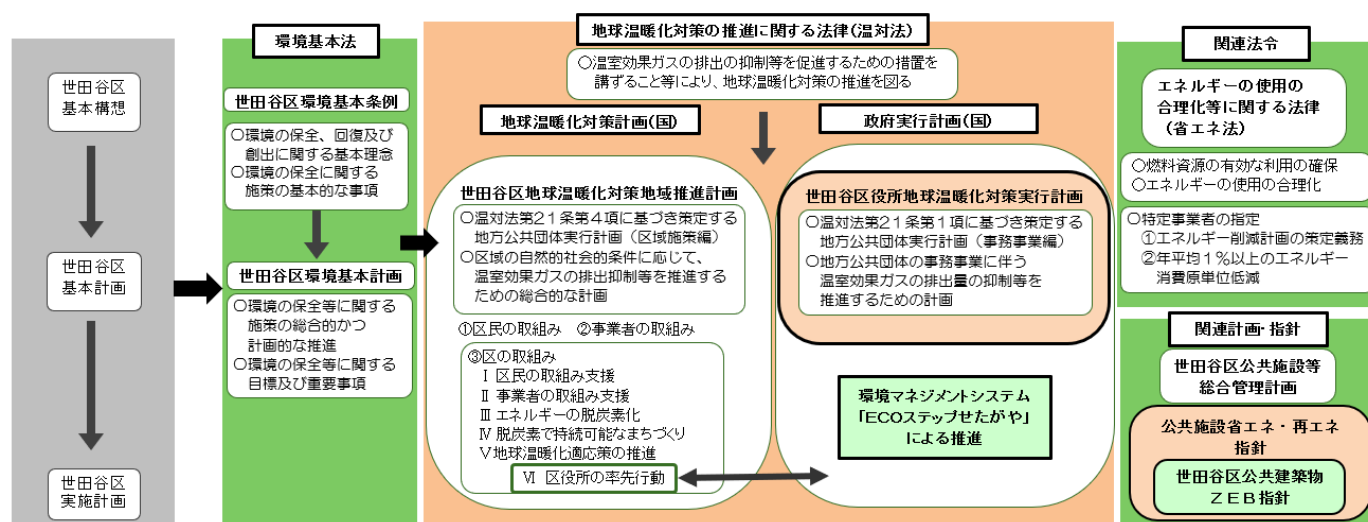 世田谷区
基本構想
世田谷区
基本計画
世田谷区
実施計画
環境基本法
世田谷区環境基本条例
○環境の保全、回復及び
創出に関する基本理念
○環境の保全に関する
施策の基本的な事項
世田谷区環境基本計画
○環境の保全等に関する
施策の総合的かつ
計画的な推進
○環境の保全等に関する
目標及び重要事項
地球温暖化対策の推進に関する法律(温対法)
○温室効果ガスの排出の抑制等を促進するための措置を
講ずること等により、地球温暖化対策の推進を図る
地球温暖化対策計画(国)
世田谷区地球温暖化対策地域推進計画
○温対法第21条第4項に基づき策定する
地方公共団体実行計画(区域施策編)
○区域の自然的社会的条件に応じて、
温室効果ガスの排出抑制等を推進する
ための総合的な計画
①区民の取組み ②事業者の取組み
③区の取組み
Ⅰ 区民の取組み支援
Ⅱ 事業者の取組み支援
Ⅲ エネルギーの脱炭素化
Ⅳ 脱炭素で持続可能なまちづくり
Ⅴ地球温暖化適応策の推進
Ⅵ 区役所の率先行動
政府実行計画(国)
世田谷区役所地球温暖化対策実行計画
○温対法第21条第1項に基づき策定する
地方公共団体実行計画(事務事業編)
○地方公共団体の事務事業に伴う
温室効果ガスの排出量の抑制等を
推進するための計画
環境マネジメントシステム
「ECOステップせたがや」
による推進
関連法令
エネルギーの使用の
合理化等に関する法律
(省エネ法)
○燃料資源の有効な利用の確保
○エネルギーの使用の合理化
○特定事業者の指定
①エネルギー削減計画の策定義務
②年平均1%以上のエネルギー
消費原単位低減
関連計画・指針
世田谷区公共施設等
総合管理計画
公共施設省エネ・再エネ
指針
世田谷区公共建築物
ZEB指針